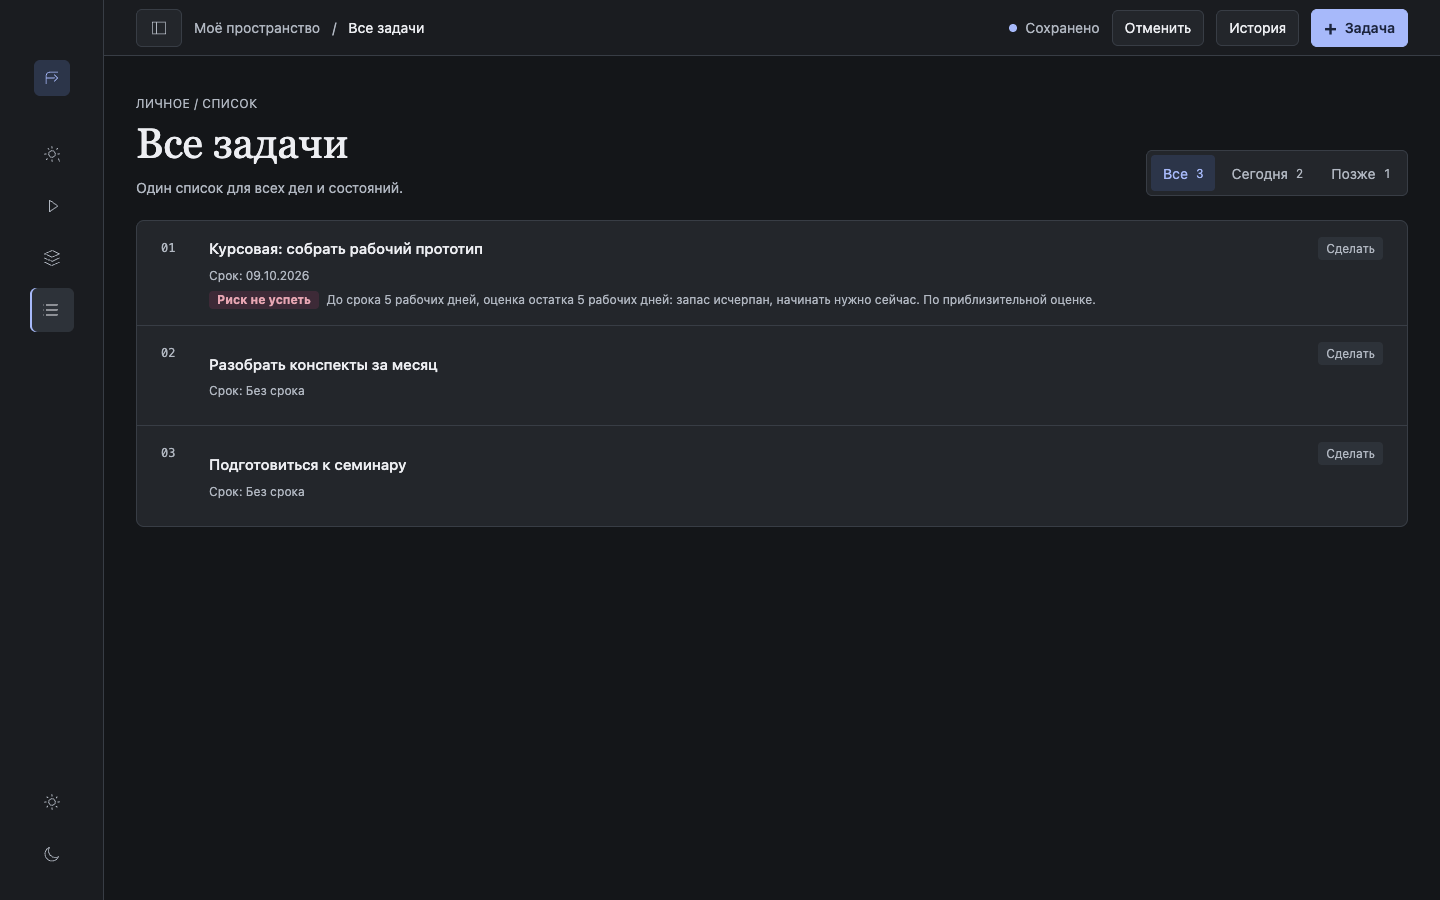 Моё пространство / Все задачи
Сохранено
Отменить
История
+ Задача
ЛИЧНОЕ / СПИСОК
Все задачи
Один список для всех дел и состояний.
Все 3
Сегодня 2
Позже 1
01
Курсовая: собрать рабочий прототип
Сделать
Срок: 09.10.2026
Риск не успеть До срока 5 рабочих дней, оценка остатка 5 рабочих дней: запас исчерпан, начинать нужно сейчас. По приблизительной оценке.
02
Разобрать конспекты за месяц
Сделать
Срок: Без срока
03
Подготовиться к семинару
Сделать
Срок: Без срока